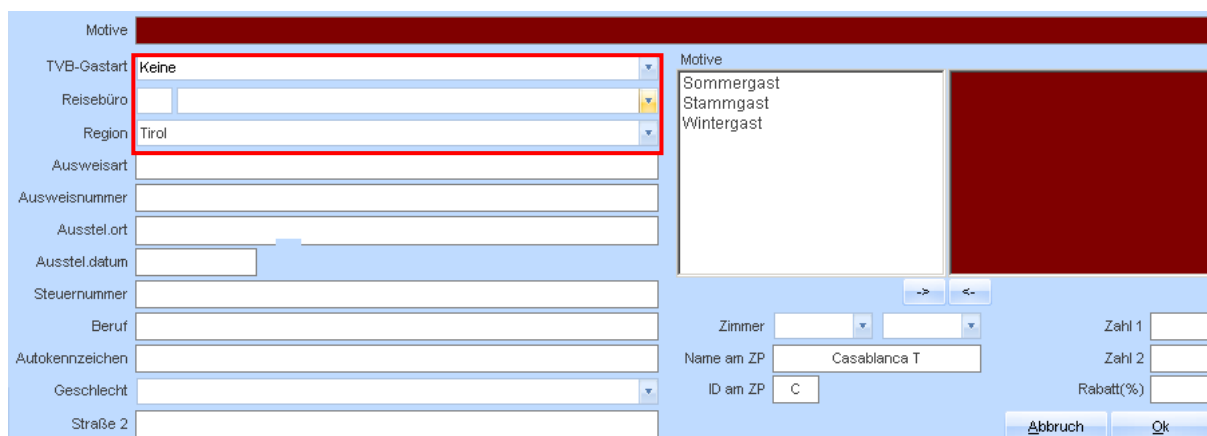 Motive
TVB-Gastart Keine
Reisebüro
Region Tirol
Ausweisart
Ausweisnummer
Ausstel.ort
Ausstel.datum
Steuernummer
Beruf
Autokennzeichen
Geschlecht
Straße 2
Motive
Sommergast
Stammgast
Wintergast
-> <-
Zimmer
Name am ZP Casablanca T
ID am ZP C
Zahl 1
Zahl 2
Rabatt(%)
Abbruch Ok